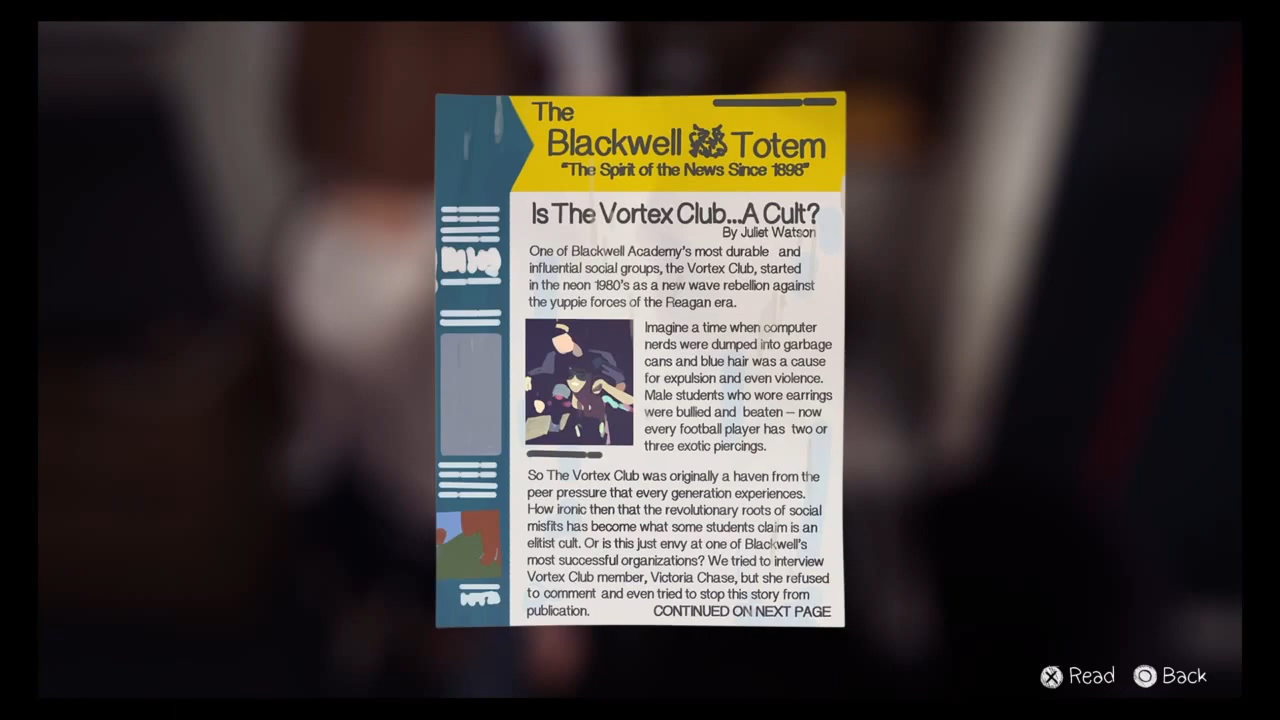 The
Blackwell Totem
"The Spirit of the News Since 1898"
Is The Vortex Club...A Cult?
By Juliet Watson
One of Blackwell Academy's most durable and
influential social groups, the Vortex Club, started
in the neon 1980's as a new wave rebellion against
the yuppie forces of the Reagan era.
Imagine a time when computer
nerds were dumped into garbage
cans and blue hair was a cause
for expulsion and even violence.
Male students who wore earrings
were bullied and beaten – now
every football player has two or
three exotic piercings.
So The Vortex Club was originally a haven from the
peer pressure that every generation experiences.
How ironic then that the revolutionary roots of social
misfits has become what some students claim is an
elitist cult. Or is this just envy at one of Blackwell's
most successful organizations? We tried to interview
Vortex Club member, Victoria Chase, but she refused
to comment and even tried to stop this story from
publication. CONTINUED ON NEXT PAGE
Read Back